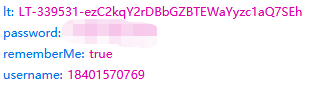 lt: LT-339531-ezC2kqY2rDBbGZBTEWaYyzc1aQ7SEh
password:
rememberMe: true
username: 18401570769